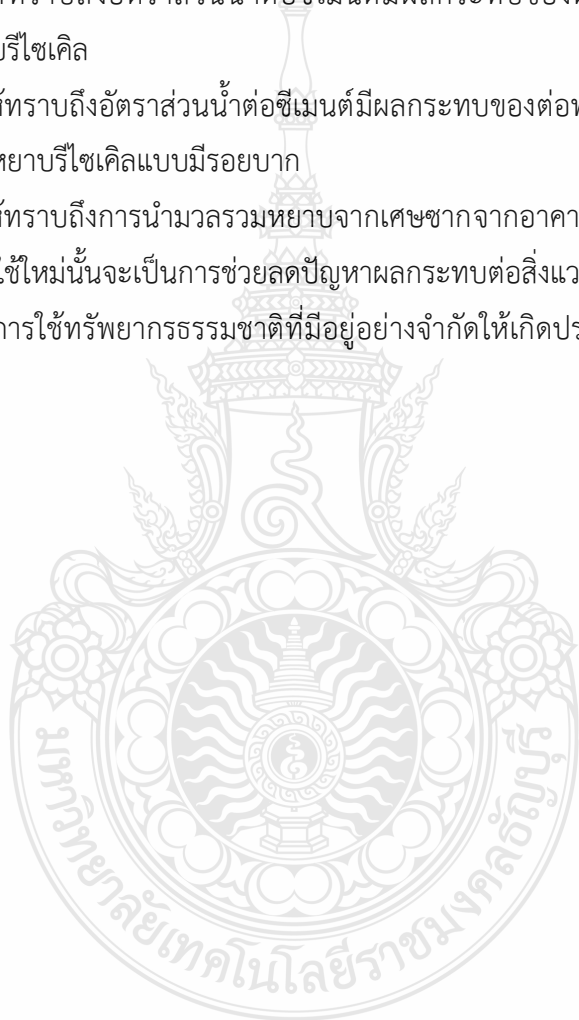 บรีไซเคิล
ห้ทราบถึงอัตราส่วนน้ำต่อซีเมนต์มีผลกระทบของต่อ
หยาบรีไซเคิลแบบมีรอยบาก
ห้ทราบถึงการนำมวลรวมหยาบจากเศษซากจากอาคา
ใช้ใหม่นั้นจะเป็นการช่วยลดปัญหาผลกระทบต่อสิ่งแว
การใช้ทรัพยากรธรรมชาติที่มีอยู่อย่างจำกัดให้เกิดประ
มหาวิทยาลัยเทคโนโลยีราชมงคลธัญบุรี